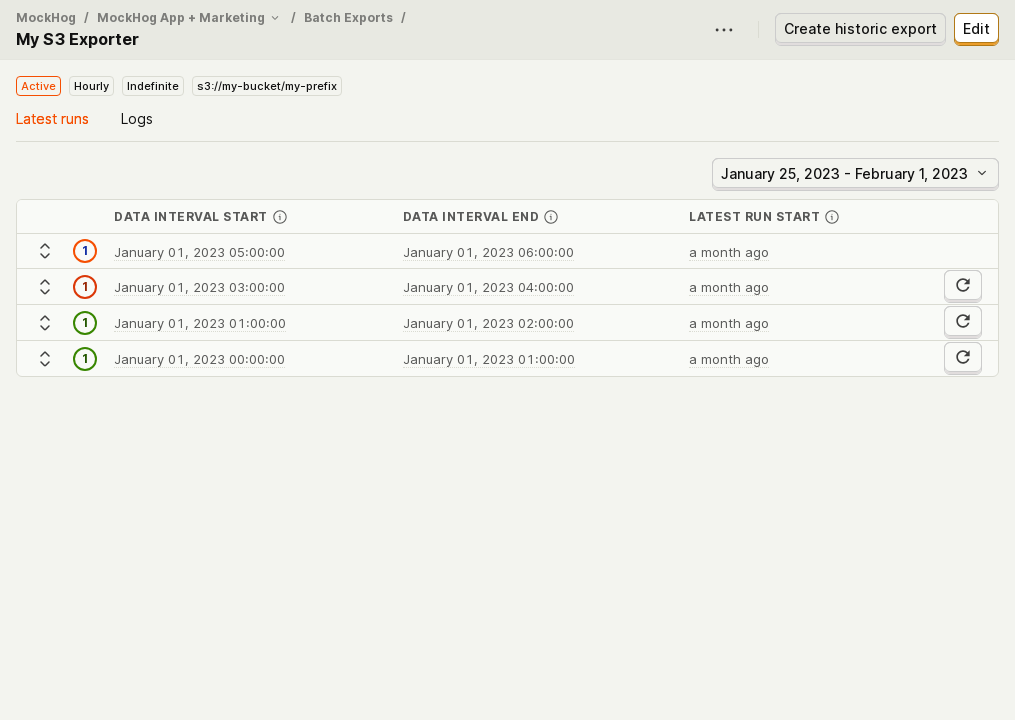 MockHog / MockHog App + Marketing / Batch Exports /
My S3 Exporter
Create historic export
Edit
Active Hourly Indefinite s3://my-bucket/my-prefix
Latest runs Logs
January 25, 2023 - February 1, 2023
DATA INTERVAL START DATA INTERVAL END LATEST RUN START
1 January 01, 2023 05:00:00 January 01, 2023 06:00:00 a month ago
1 January 01, 2023 03:00:00 January 01, 2023 04:00:00 a month ago
1 January 01, 2023 01:00:00 January 01, 2023 02:00:00 a month ago
1 January 01, 2023 00:00:00 January 01, 2023 01:00:00 a month ago